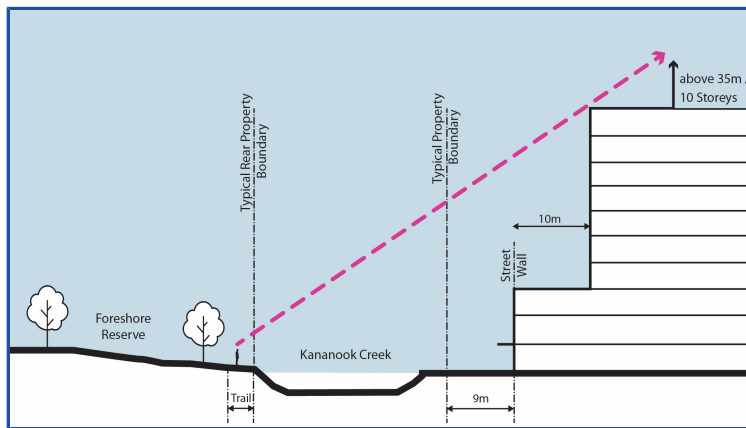 above 35m /
10 Storeys
Typical Rear Property
Boundary
Typical Property
Boundary
10m
Street
Wall
Foreshore
Reserve
Kananook Creek
Trail
9m